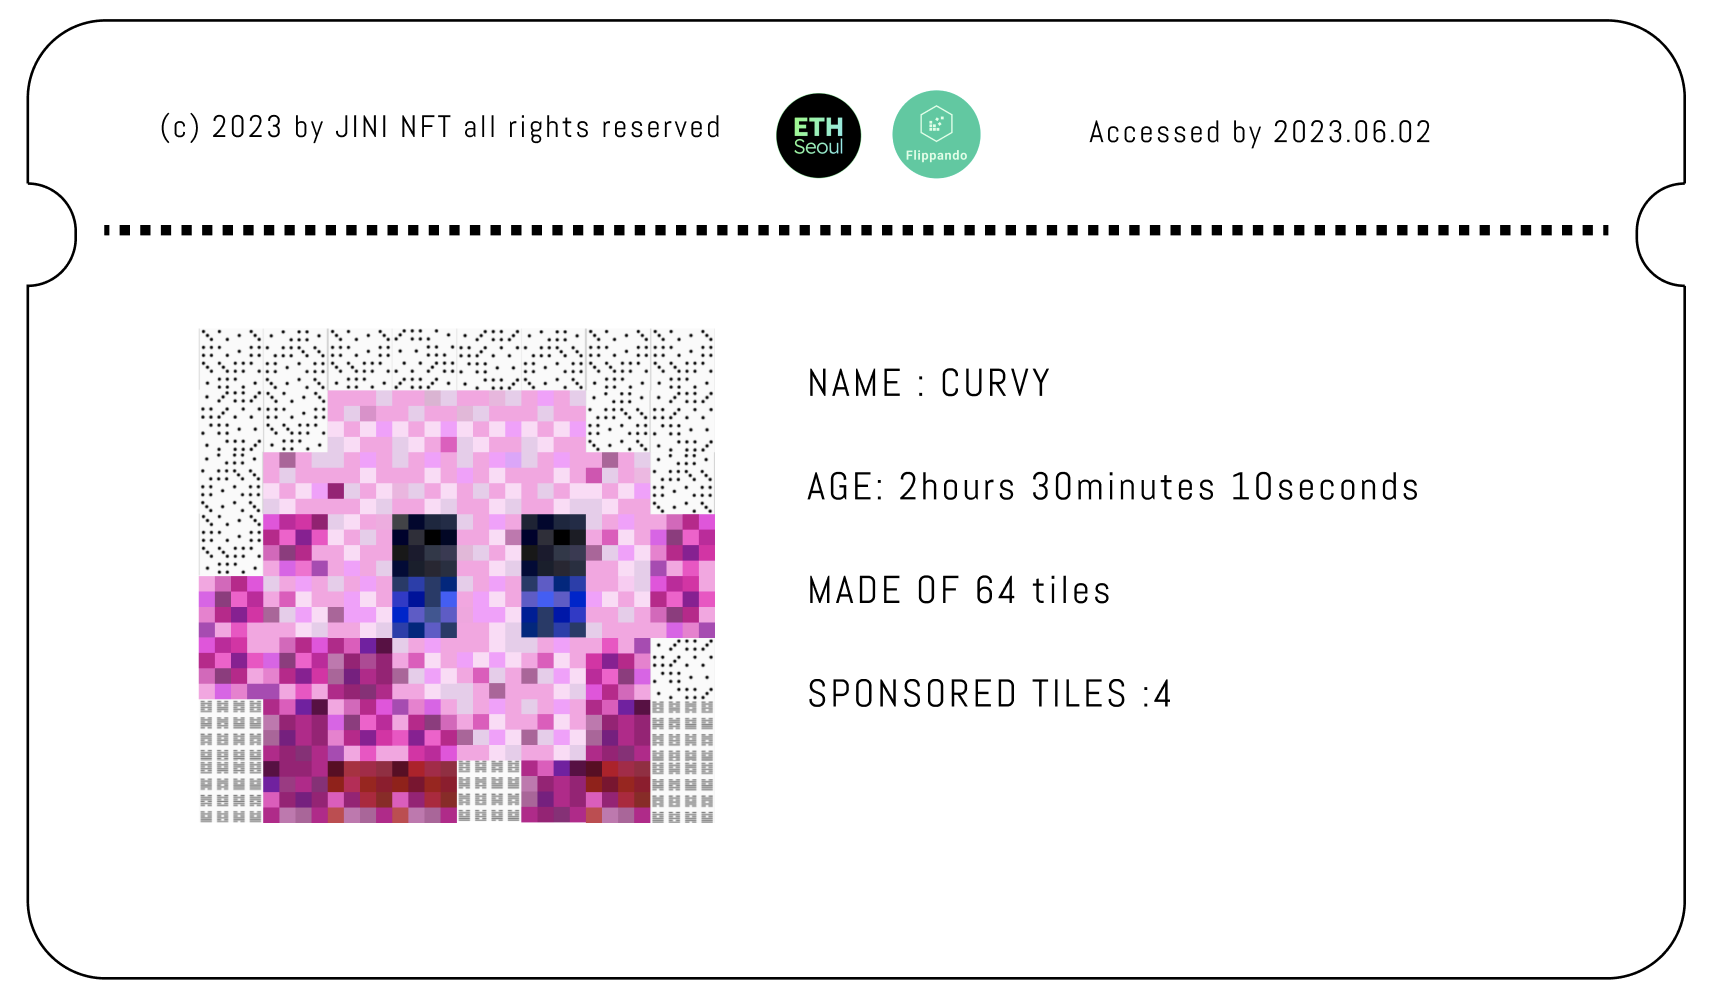 (c) 2023 by JINI NFT all rights reserved
ETH
Seoul
Flippando
Accessed by 2023.06.02
NAME : CURVY
AGE: 2hours 30minutes 10seconds
MADE OF 64 tiles
SPONSORED TILES :4